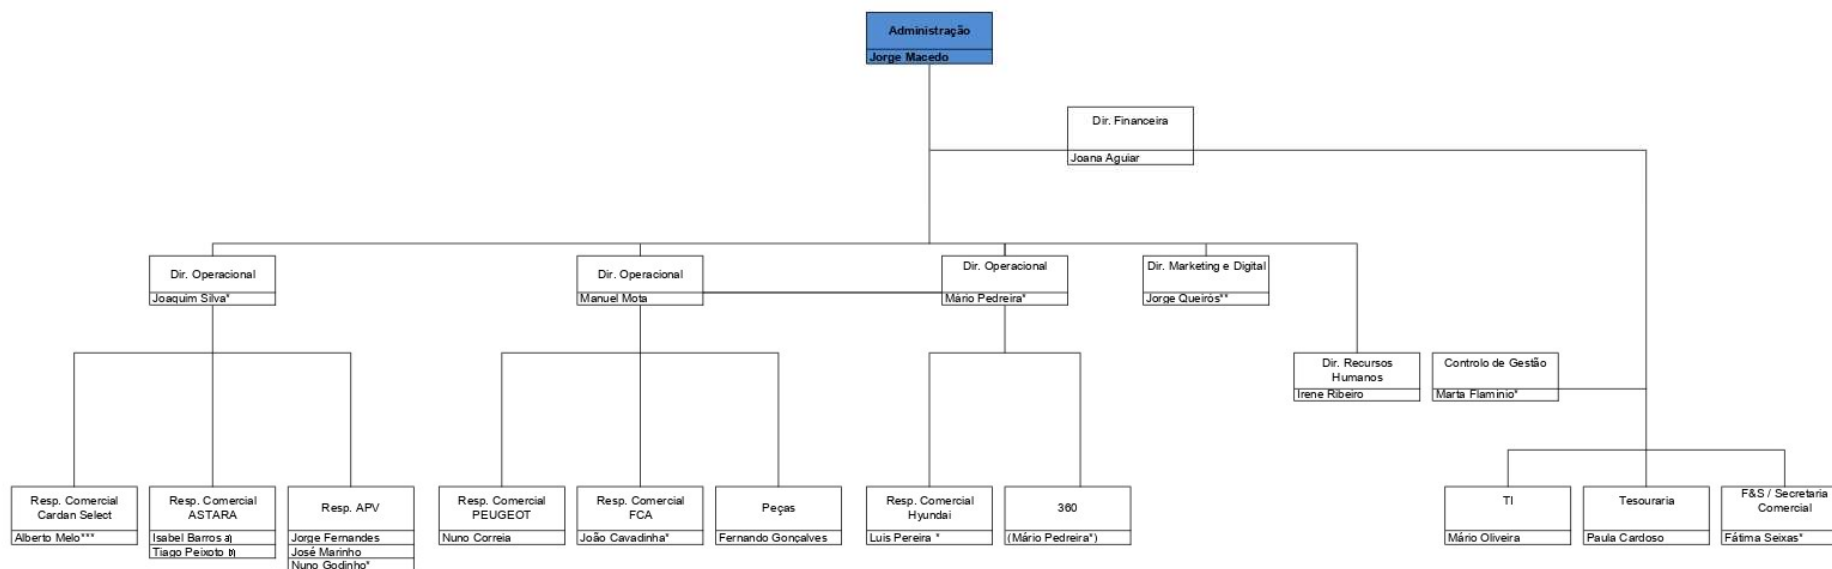 Administração
Jorge Macedo
Dir. Financeira
Joana Aguiar
Dir. Operacional
Joaquim Silva*
Dir. Operacional
Manuel Mota
Dir. Operacional
Mário Pedreira*
Dir. Marketing e Digital
Jorge Queirós**
Dir. Recursos
Humanos
Irene Ribeiro
Controlo de Gestão
Marta Flamínio*
Resp. Comercial
Cardan Select
Alberto Melo***
Resp. Comercial
ASTARA
Isabel Barros a)
Tiago Peixoto b)
Resp. APV
Jorge Fernandes
José Marinho
Nuno Godinho*
Resp. Comercial
PEUGEOT
Nuno Correia
Resp. Comercial
FCA
João Cavadinha*
Peças
Fernando Gonçalves
Resp. Comercial
Hyundai
Luis Pereira *
360
(Mário Pedreira*)
TI
Mário Oliveira
Tesouraria
Paula Cardoso
F&S / Secretaria
Comercial
Fátima Seixas*